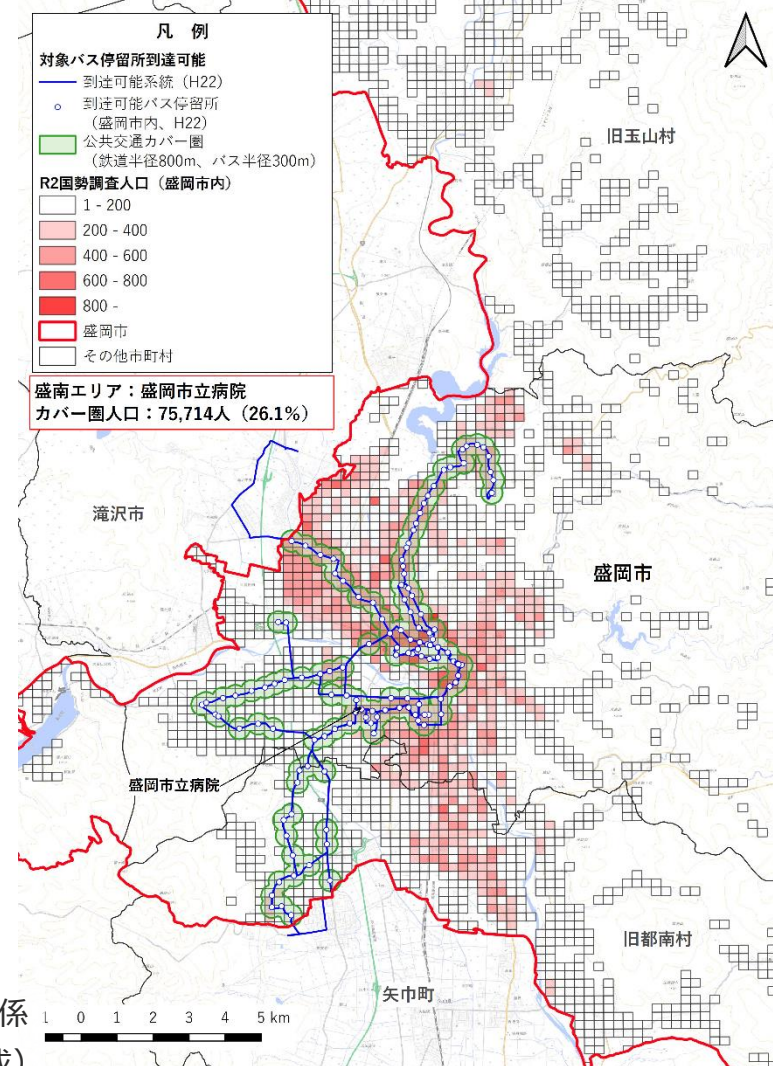 凡 例
対象バス停留所到達可能
到達可能系統（H22）
到達可能バス停留所
（盛岡市内、H22）
公共交通カバー圏
（鉄道半径800m、バス半径300m）
R2国勢調査人口（盛岡市内）
1 - 200
200 - 400
400 - 600
600 - 800
800 -
盛岡市
その他市町村
盛南エリア：盛岡市立病院
カバー圏人口：75,714人（26.1%）
旧玉山村
滝沢市
盛岡市
盛岡市立病院
旧都南村
矢巾町
係
1 0 1 2 3 4 5 km